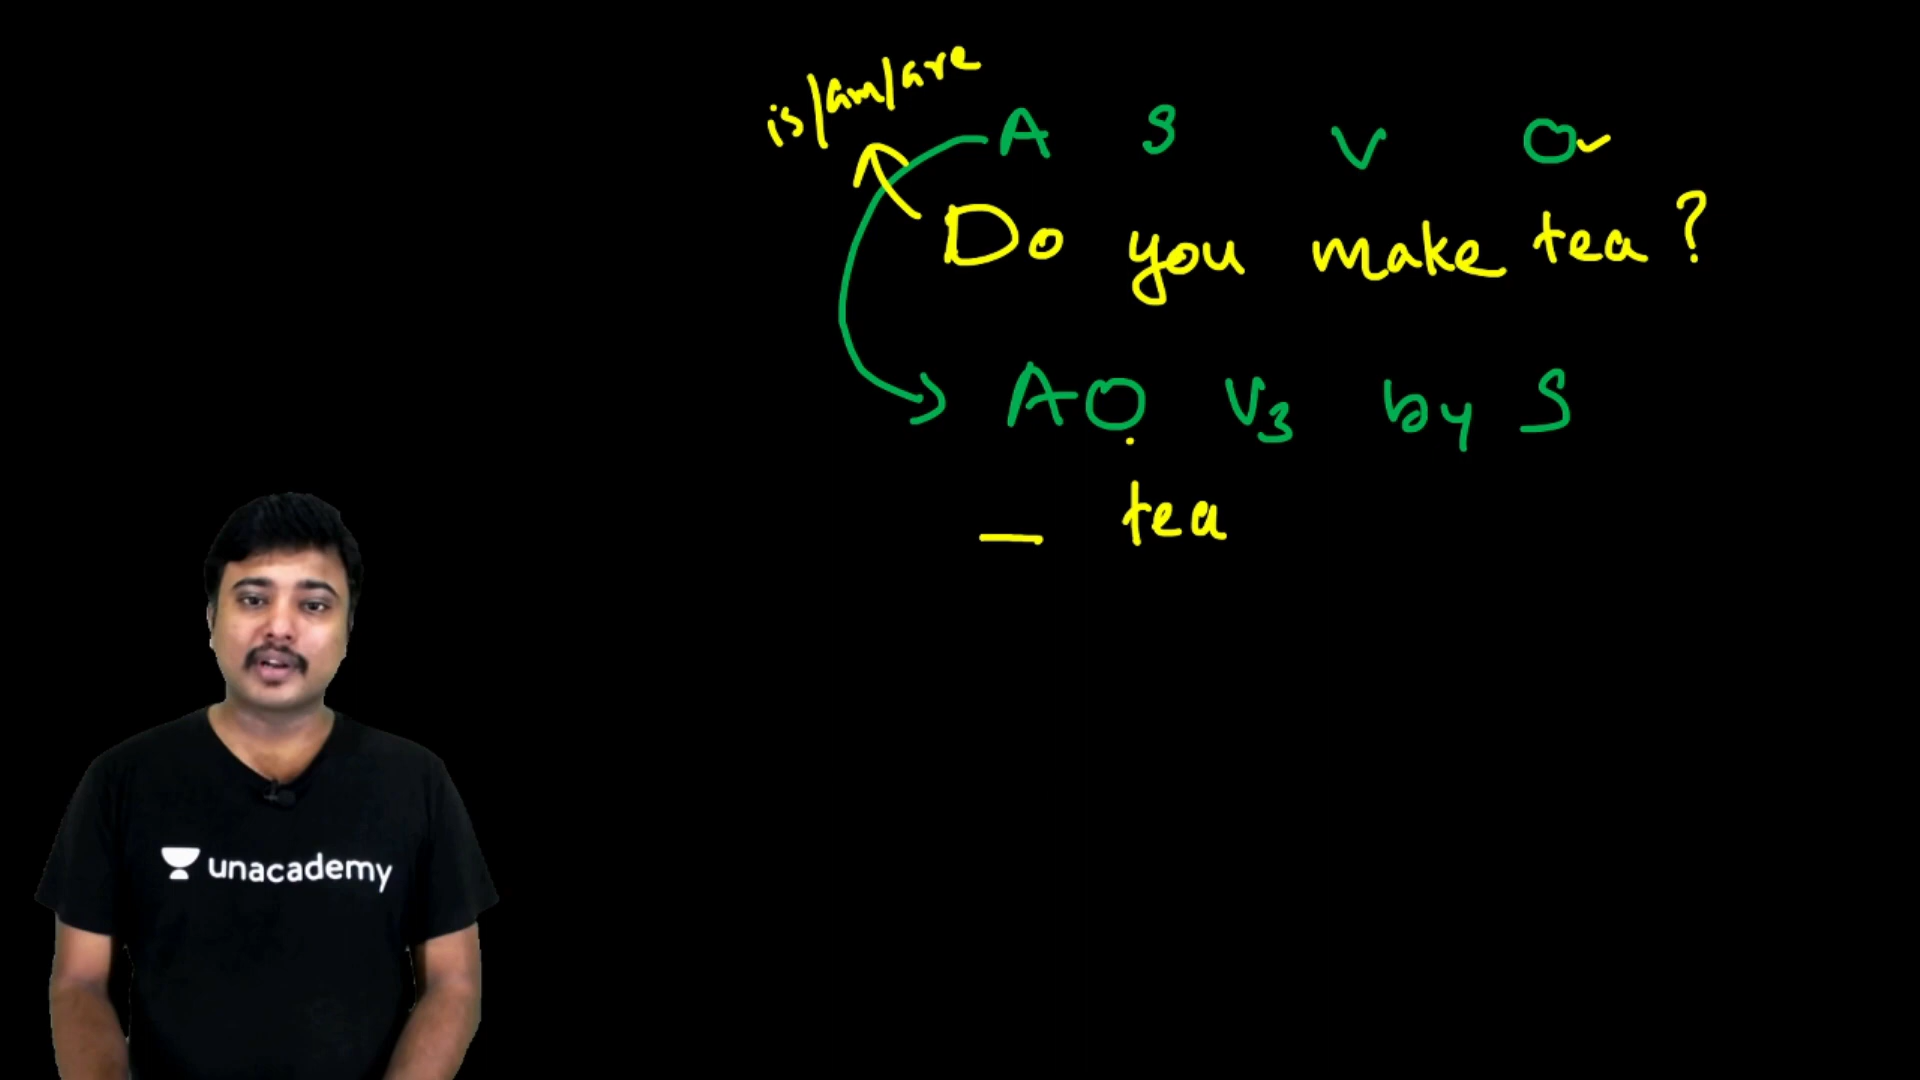 is/am/are
A S V O
Do you make tea?
A O V3 by S
_ tea
unacademy